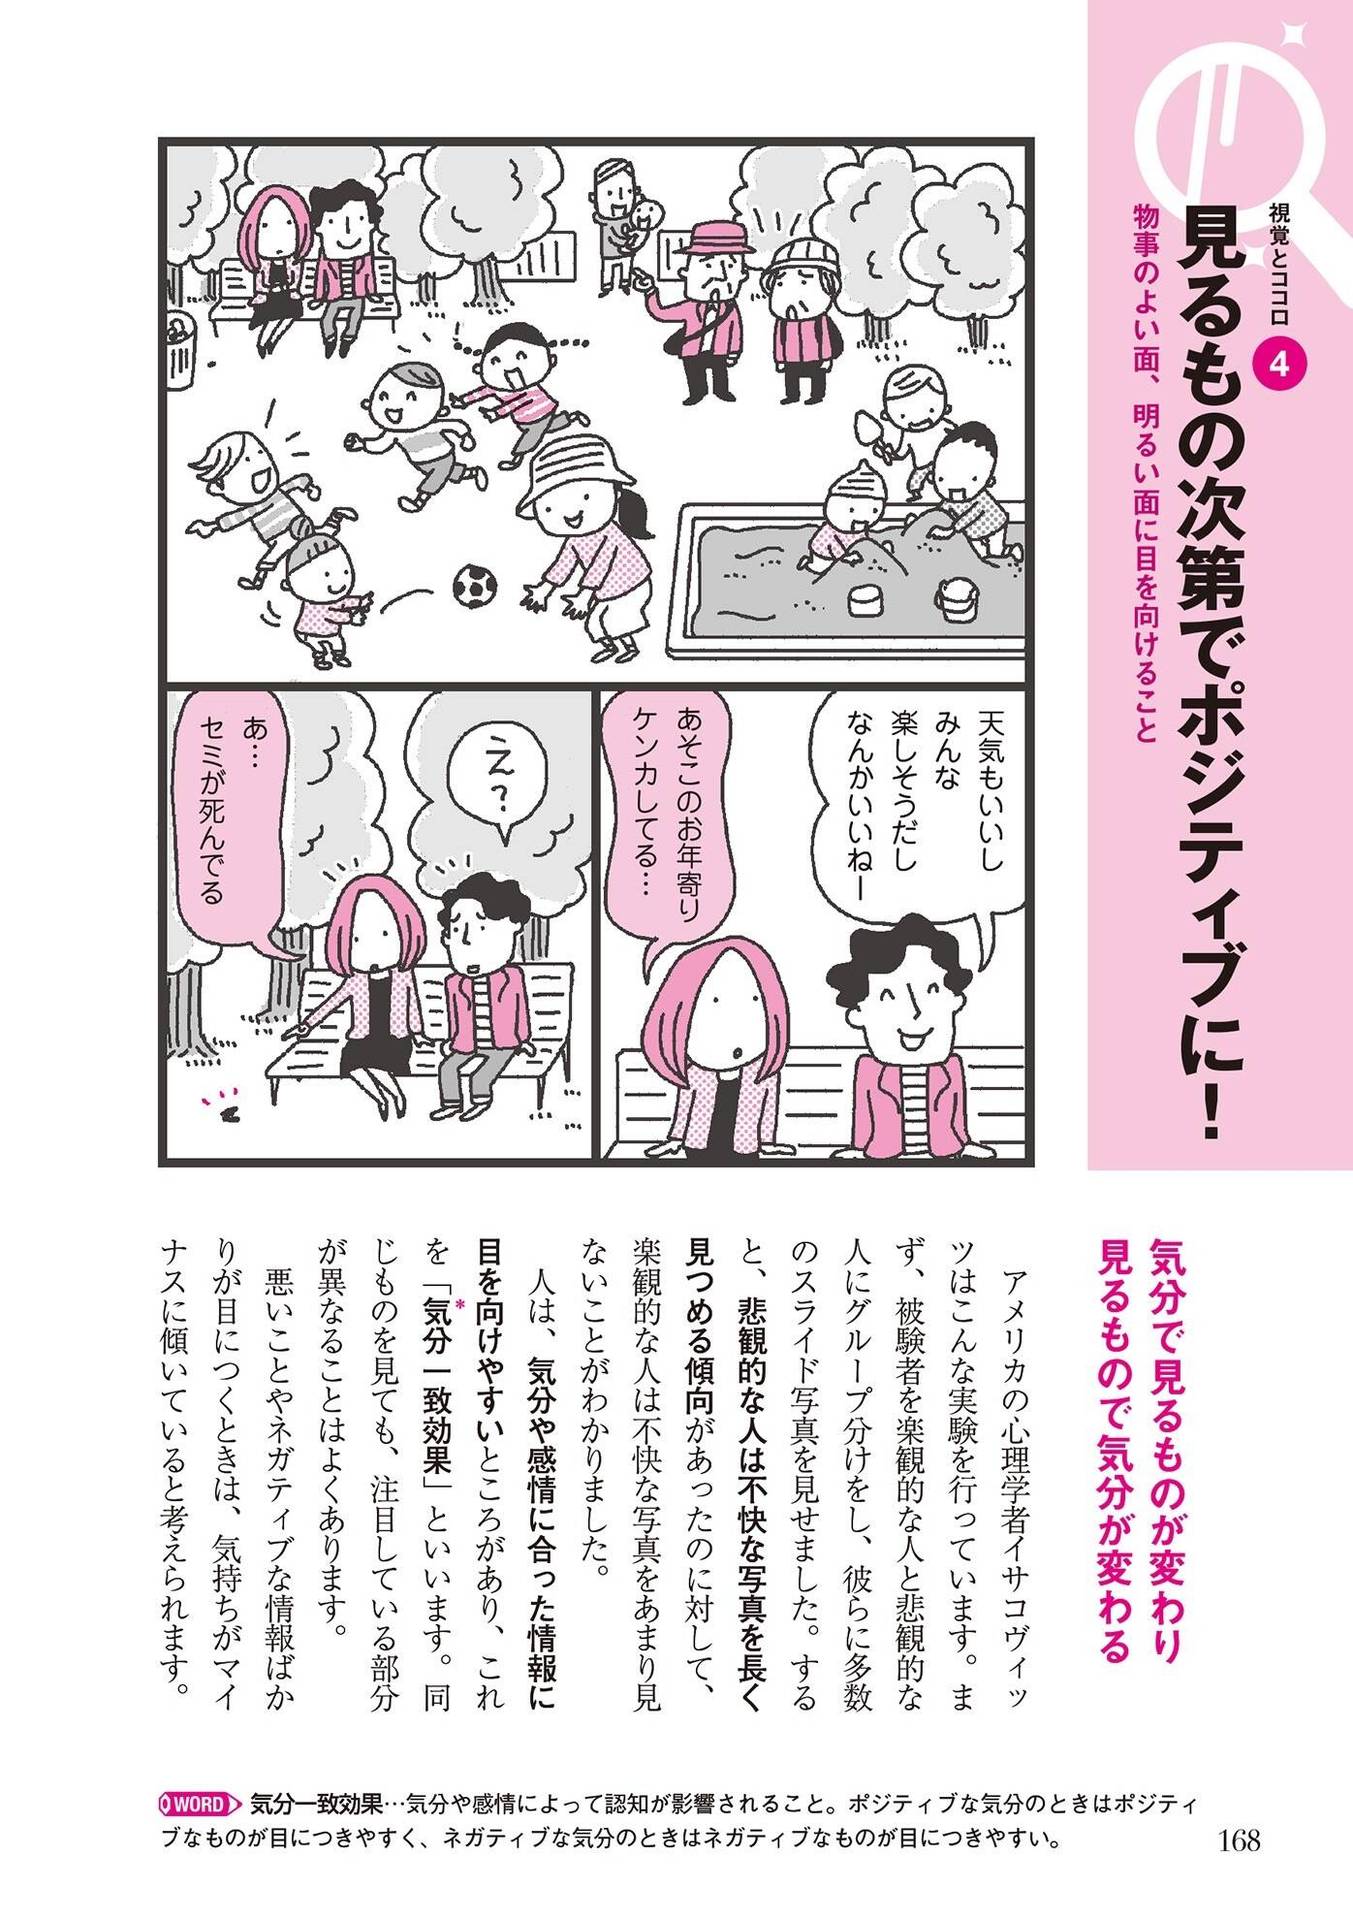 視覚とココロ 4
見るもの次第でポジティブに！
物事のよい面、明るい面に目を向けること
天気もいいし
みんな
楽しそうだし
なんかいいねー
あそこのお年寄り
ケンカしてる…
え？
あ…
セミが死んでる
気分で見るものが変わり
見るもので気分が変わる
アメリカの心理学者イサコヴィッ
ツはこんな実験を行っています。ま
ず、被験者を楽観的な人と悲観的な
人にグループ分けをし、彼らに多数
のスライド写真を見せました。する
と、悲観的な人は不快な写真を長く
見つめる傾向があったのに対して、
楽観的な人は不快な写真をあまり見
ないことがわかりました。
人は、気分や感情に合った情報に
目を向けやすいところがあり、これ
を「気分一致効果*」といいます。同
じものを見ても、注目している部分
が異なることはよくあります。
悪いことやネガティブな情報ばか
りが目につくときは、気持ちがマイ
ナスに傾いていると考えられます。
WORD 気分一致効果…気分や感情によって認知が影響されること。ポジティブな気分のときはポジティ
ブなものが目につきやすく、ネガティブな気分のときはネガティブなものが目につきやすい。
168